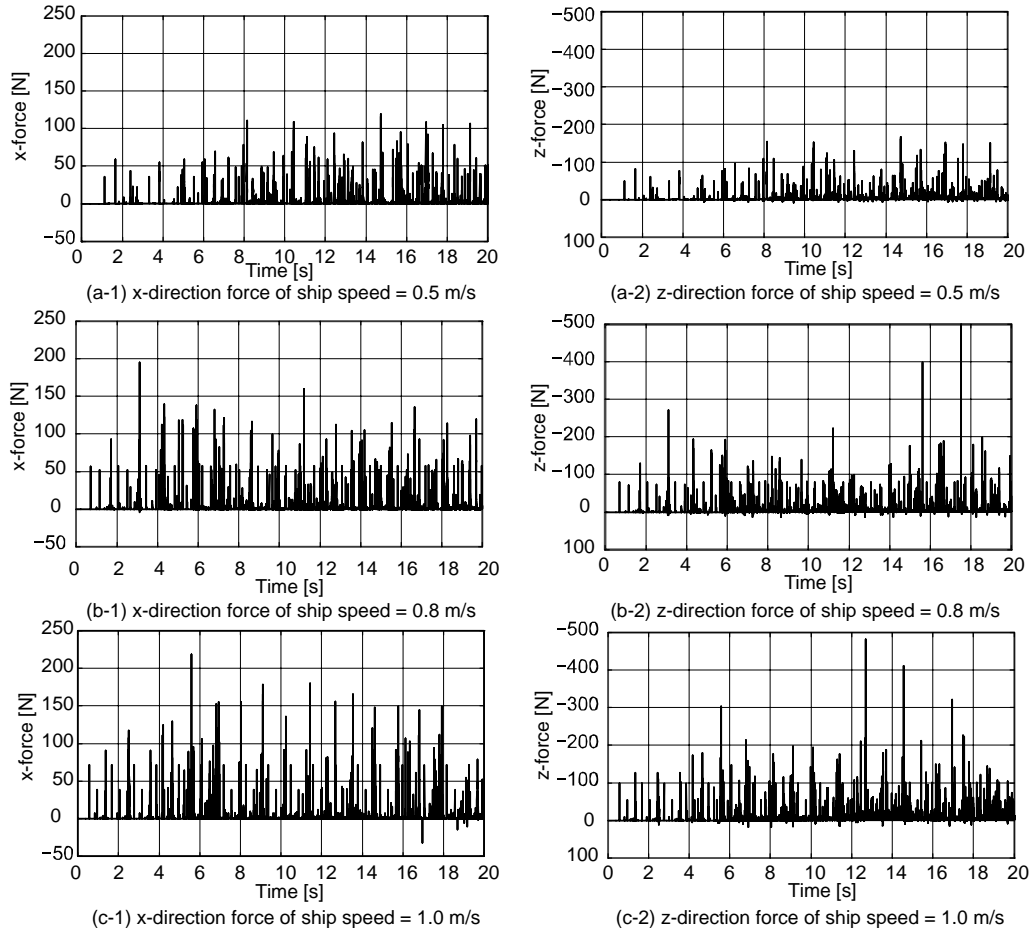 250
200
150
100
50
0
−50
x-force [N]
0 2 4 6 8 10 12 14 16 18 20
Time [s]
(a-1) x-direction force of ship speed = 0.5 m/s
−500
−400
−300
−200
−100
0
100
z-force [N]
0 2 4 6 8 10 12 14 16 18 20
Time [s]
(a-2) z-direction force of ship speed = 0.5 m/s
250
200
150
100
50
0
−50
x-force [N]
0 2 4 6 8 10 12 14 16 18 20
Time [s]
(b-1) x-direction force of ship speed = 0.8 m/s
−500
−400
−300
−200
−100
0
100
z-force [N]
0 2 4 6 8 10 12 14 16 18 20
Time [s]
(b-2) z-direction force of ship speed = 0.8 m/s
250
200
150
100
50
0
−50
x-force [N]
0 2 4 6 8 10 12 14 16 18 20
Time [s]
(c-1) x-direction force of ship speed = 1.0 m/s
−500
−400
−300
−200
−100
0
100
z-force [N]
0 2 4 6 8 10 12 14 16 18 20
Time [s]
(c-2) z-direction force of ship speed = 1.0 m/s